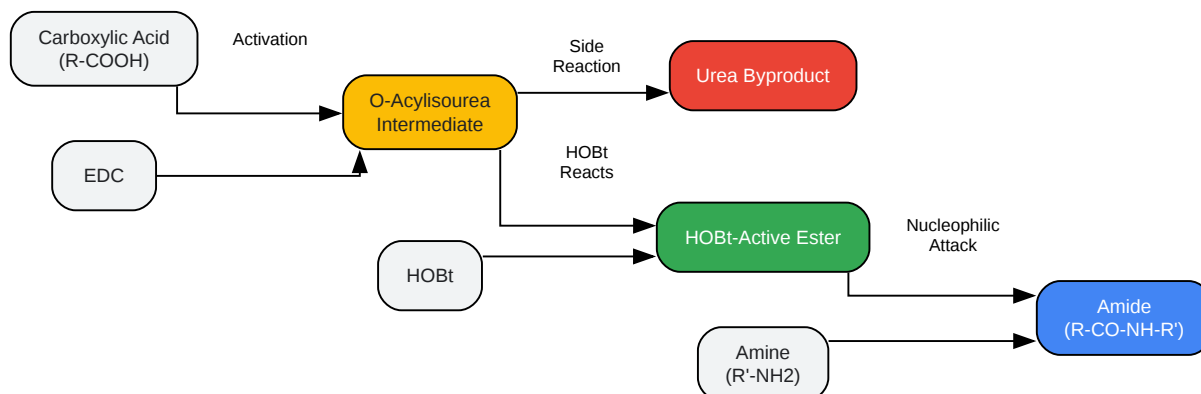 Carboxylic Acid
(R-COOH)
Activation
Side
Reaction
Urea Byproduct
O-Acylisourea
Intermediate
EDC
HOBt
Reacts
HOBt-Active Ester
Nucleophilic
Attack
HOBt
Amide
(R-CO-NH-R')
Amine
(R'-NH2)